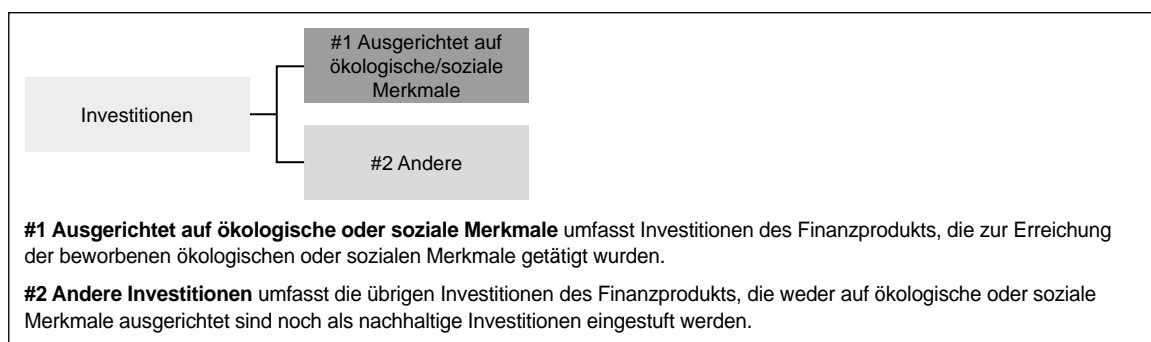 #1 Ausgerichtet auf
ökologische/soziale
Merkmale
Investitionen
#2 Andere
#1 Ausgerichtet auf ökologische oder soziale Merkmale umfasst Investitionen des Finanzprodukts, die zur Erreichung
der beworbenen ökologischen oder sozialen Merkmale getätigt wurden.
#2 Andere Investitionen umfasst die übrigen Investitionen des Finanzprodukts, die weder auf ökologische oder soziale
Merkmale ausgerichtet sind noch als nachhaltige Investitionen eingestuft werden.